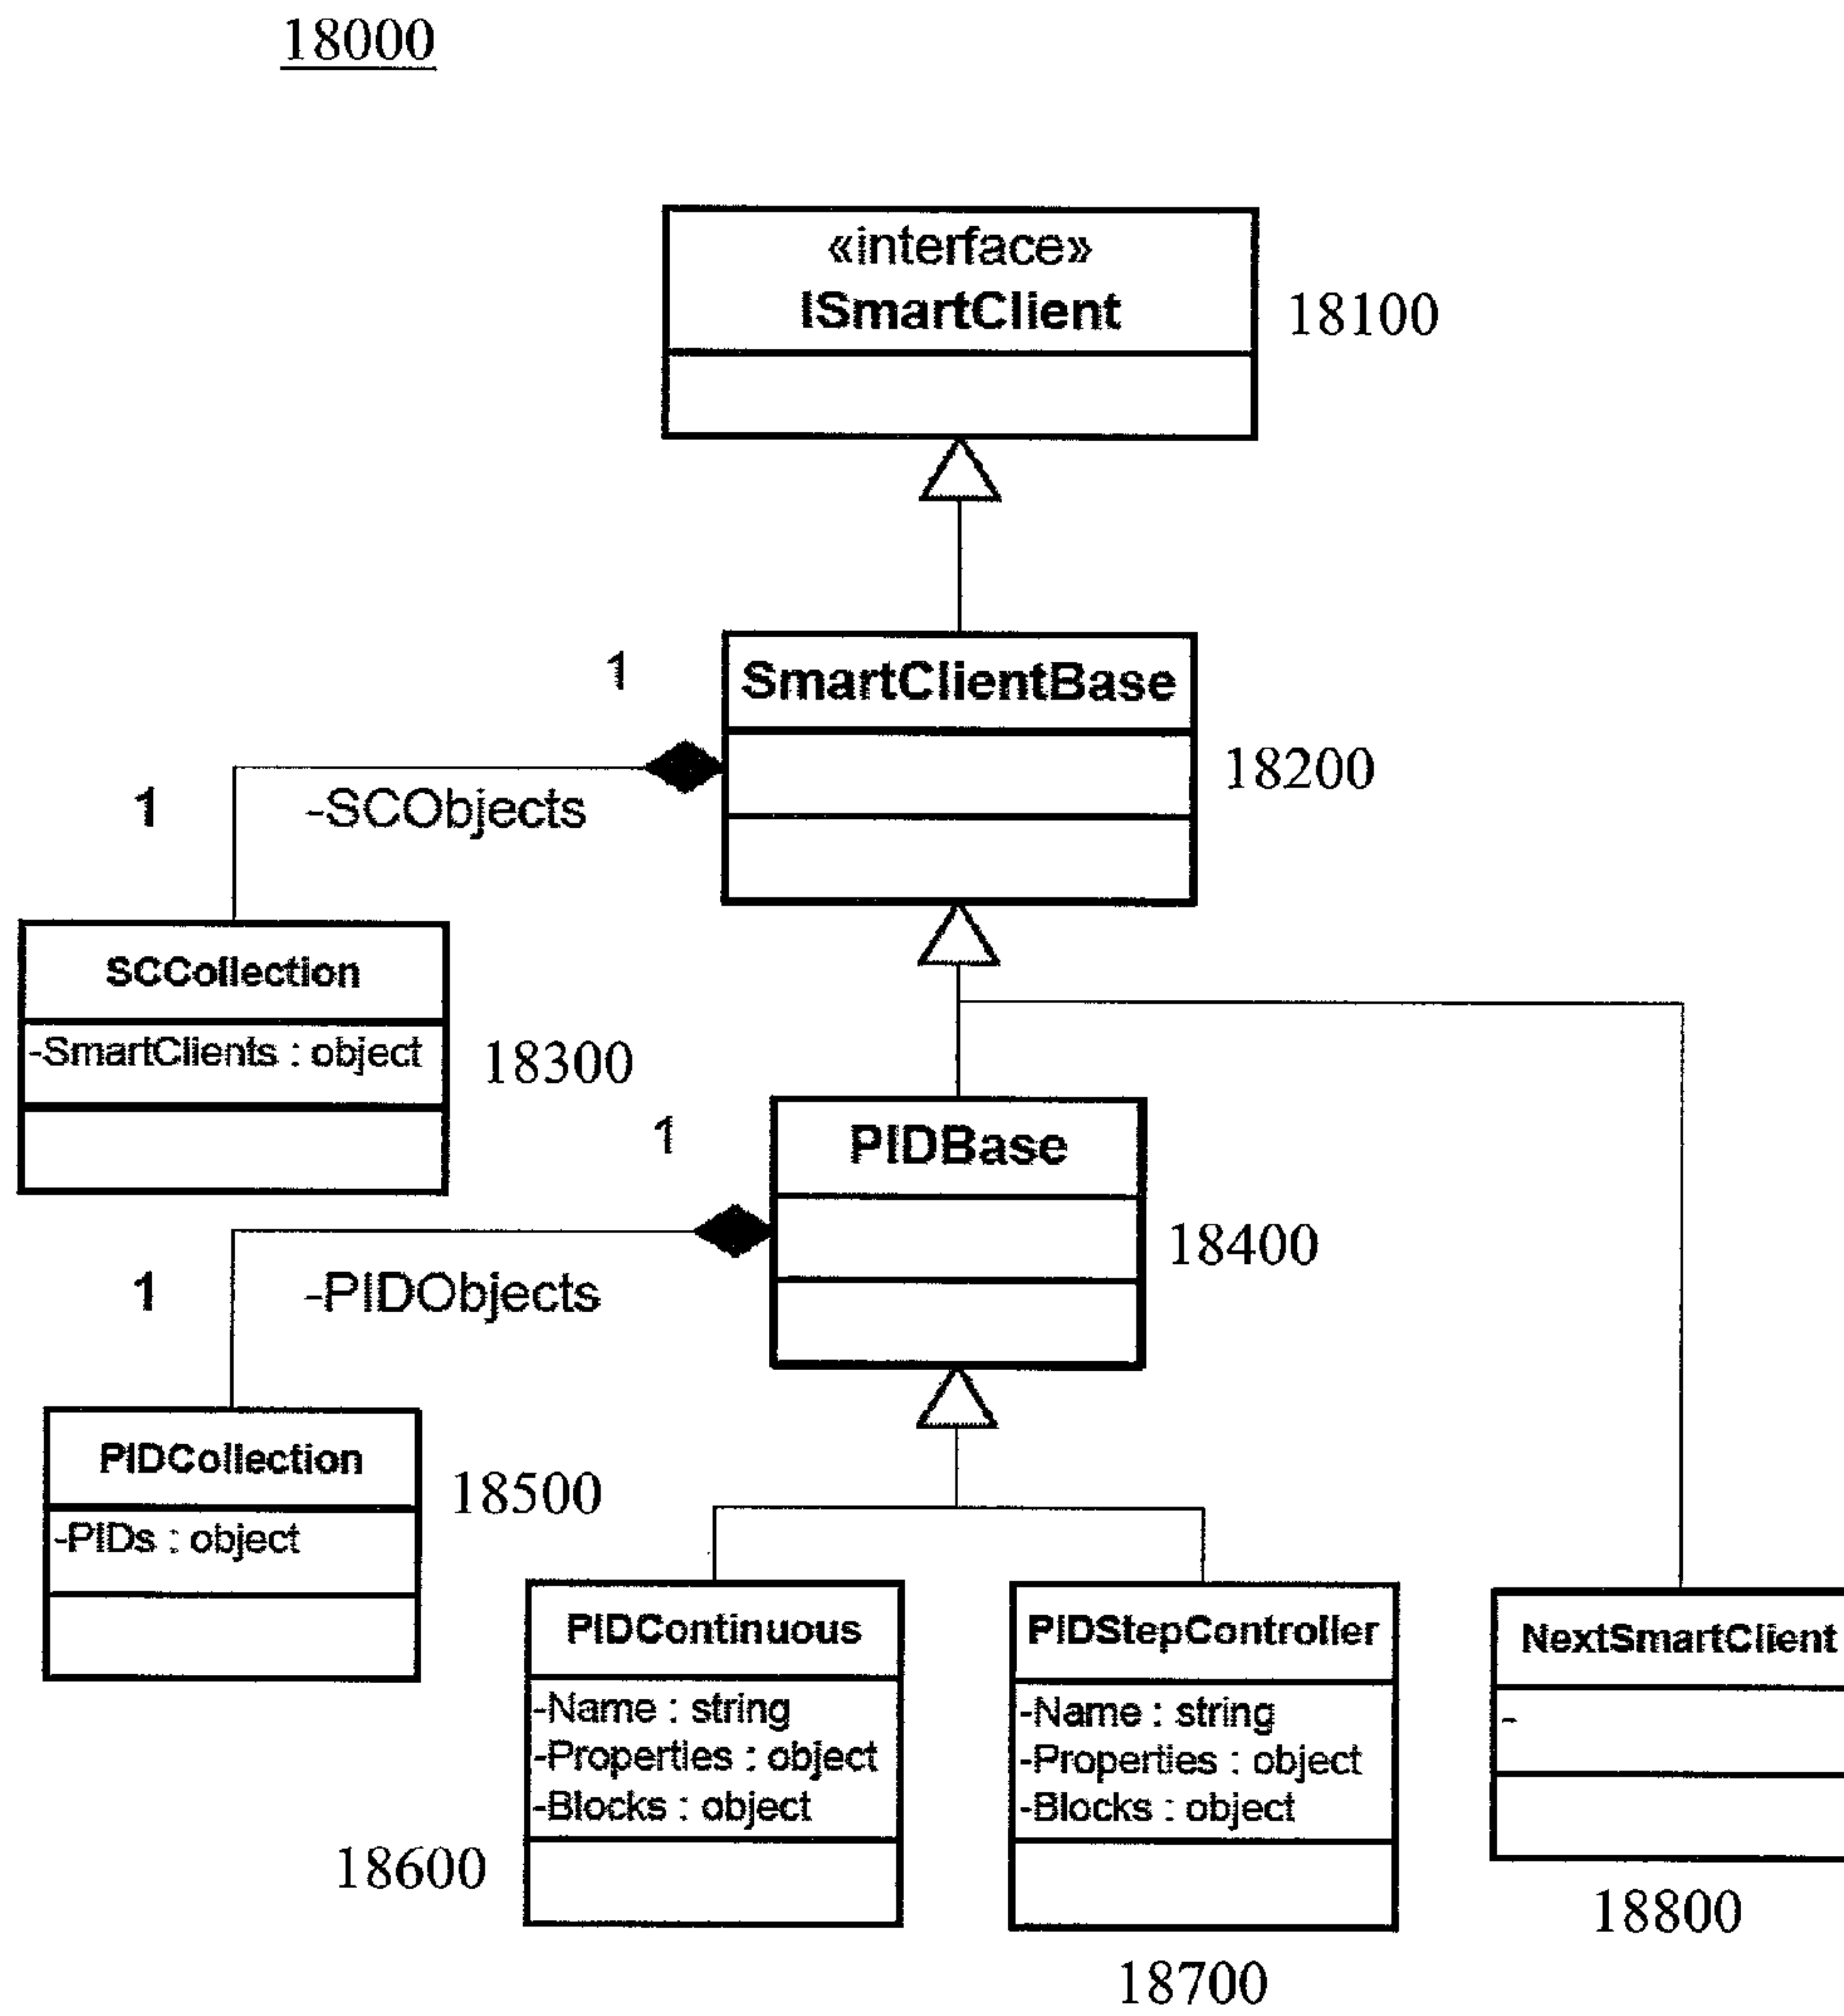 18000
«interface»
ISmartClient
18100
1
SmartClientBase
18200
1
-SCObjects
SCCollection
-SmartClients : object
18300
1
PIDBase
18400
1
-PIDObjects
PIDCollection
18500
-PIDs : object
PIDContinuous
-Name : string
-Properties : object
-Blocks : object
18600
PIDStepController
-Name : string
-Properties : object
-Blocks : object
18700
NextSmartClient
-
18800